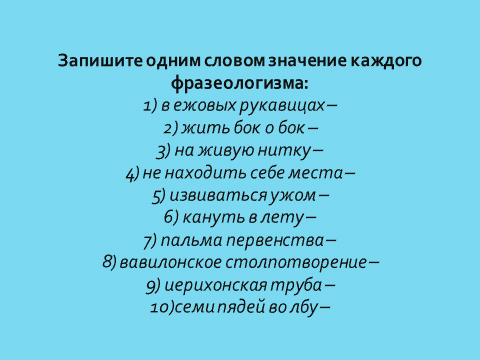 Запишите одним словом значение каждого
фразеологизма:
1) в ежовых рукавицах –
2) жить бок о бок –
3) на живую нитку –
4) не находить себе места –
5) извиваться ужом –
6) кануть в лету –
7) пальма первенства –
8) вавилонское столпотворение –
9) иерихонская труба –
10)семи пядей во лбу –